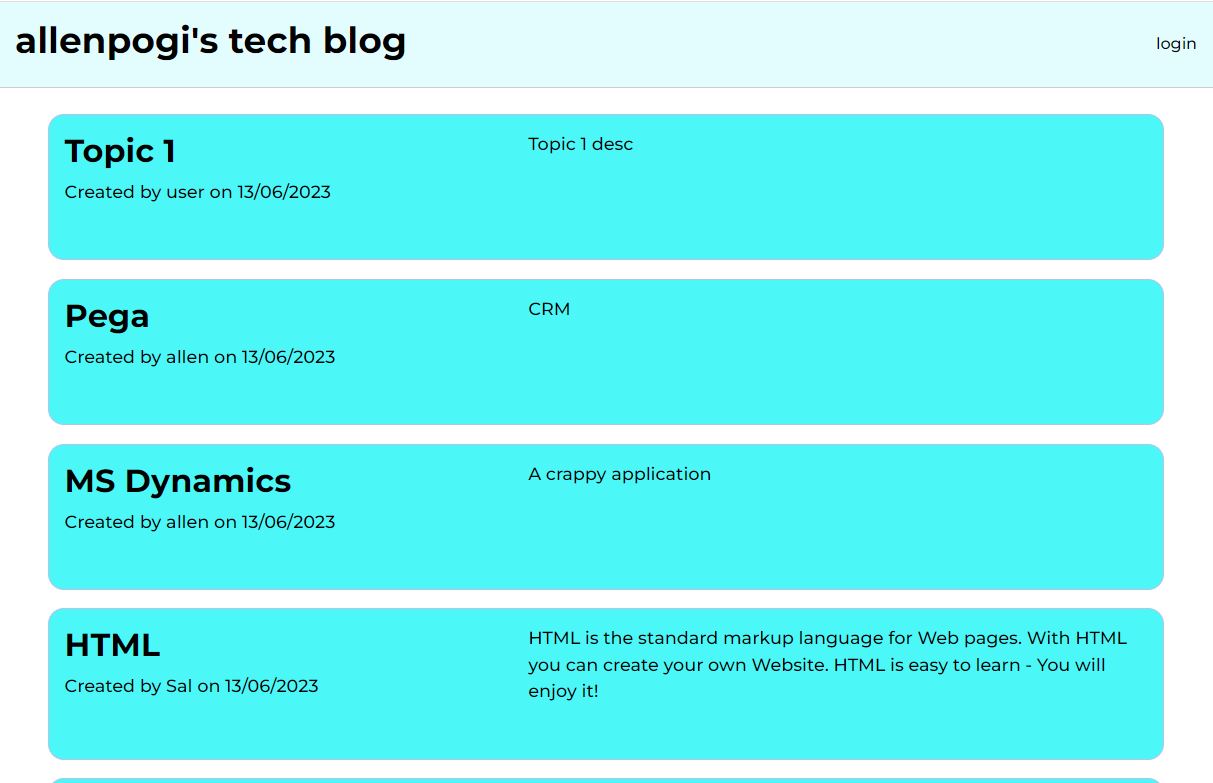 allenpogi's tech blog
login
Topic 1
Created by user on 13/06/2023
Topic 1 desc
Pega
Created by allen on 13/06/2023
CRM
MS Dynamics
Created by allen on 13/06/2023
A crappy application
HTML
Created by Sal on 13/06/2023
HTML is the standard markup language for Web pages. With HTML
you can create your own Website. HTML is easy to learn - You will
enjoy it!